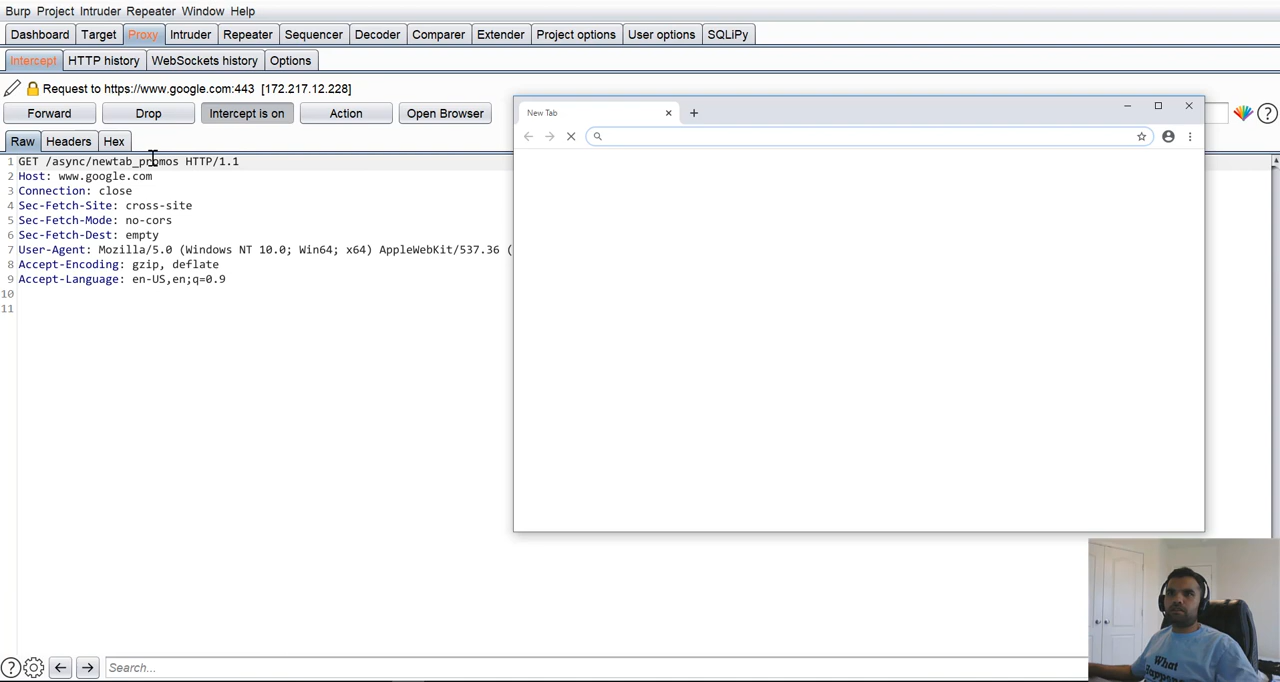 Burp Project Intruder Repeater Window Help
Dashboard Target Proxy Intruder Repeater Sequencer Decoder Comparer Extender Project options User options SQLiPy
Intercept HTTP history WebSockets history Options
Request to https://www.google.com:443 [172.217.12.228]
Forward Drop Intercept is on Action Open Browser
Raw Headers Hex
1 GET /async/newtab_promos HTTP/1.1
2 Host: www.google.com
3 Connection: close
4 Sec-Fetch-Site: cross-site
5 Sec-Fetch-Mode: no-cors
6 Sec-Fetch-Dest: empty
7 User-Agent: Mozilla/5.0 (Windows NT 10.0; Win64; x64) AppleWebKit/537.36 (
8 Accept-Encoding: gzip, deflate
9 Accept-Language: en-US,en;q=0.9
10
11
New Tab
Search...
What
Happen